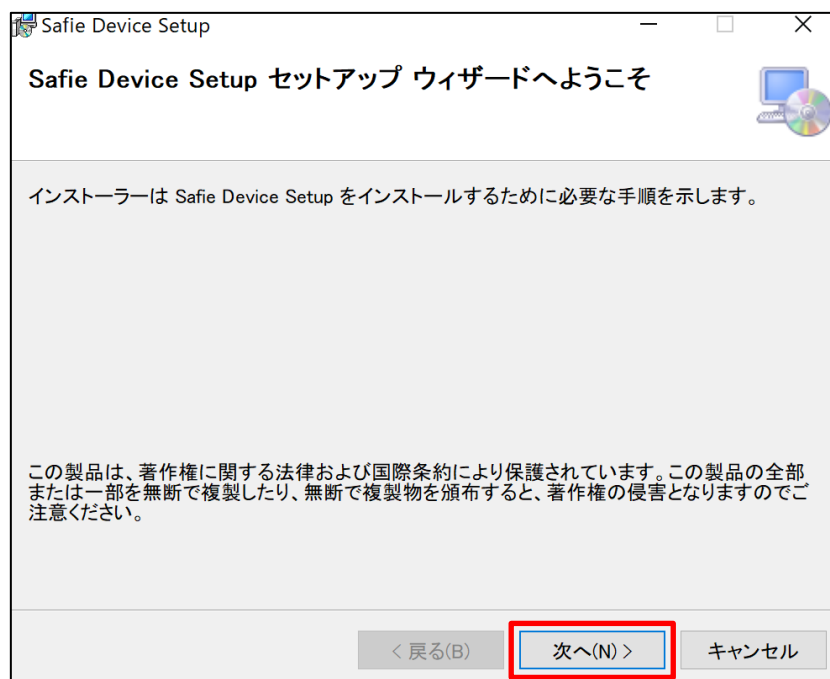 Safie Device Setup
Safie Device Setup セットアップ ウィザードへようこそ
インストーラーは Safie Device Setup をインストールするために必要な手順を示します。
この製品は、著作権に関する法律および国際条約により保護されています。この製品の全部
または一部を無断で複製したり、無断で複製物を頒布すると、著作権の侵害となりますのでご
注意ください。
< 戻る(B)
次へ(N) >
キャンセル